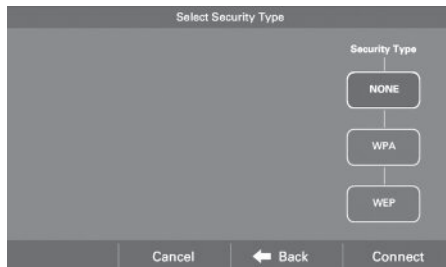 Select Security Type
Security Type
NONE
WPA
WEP
Cancel
Back
Connect